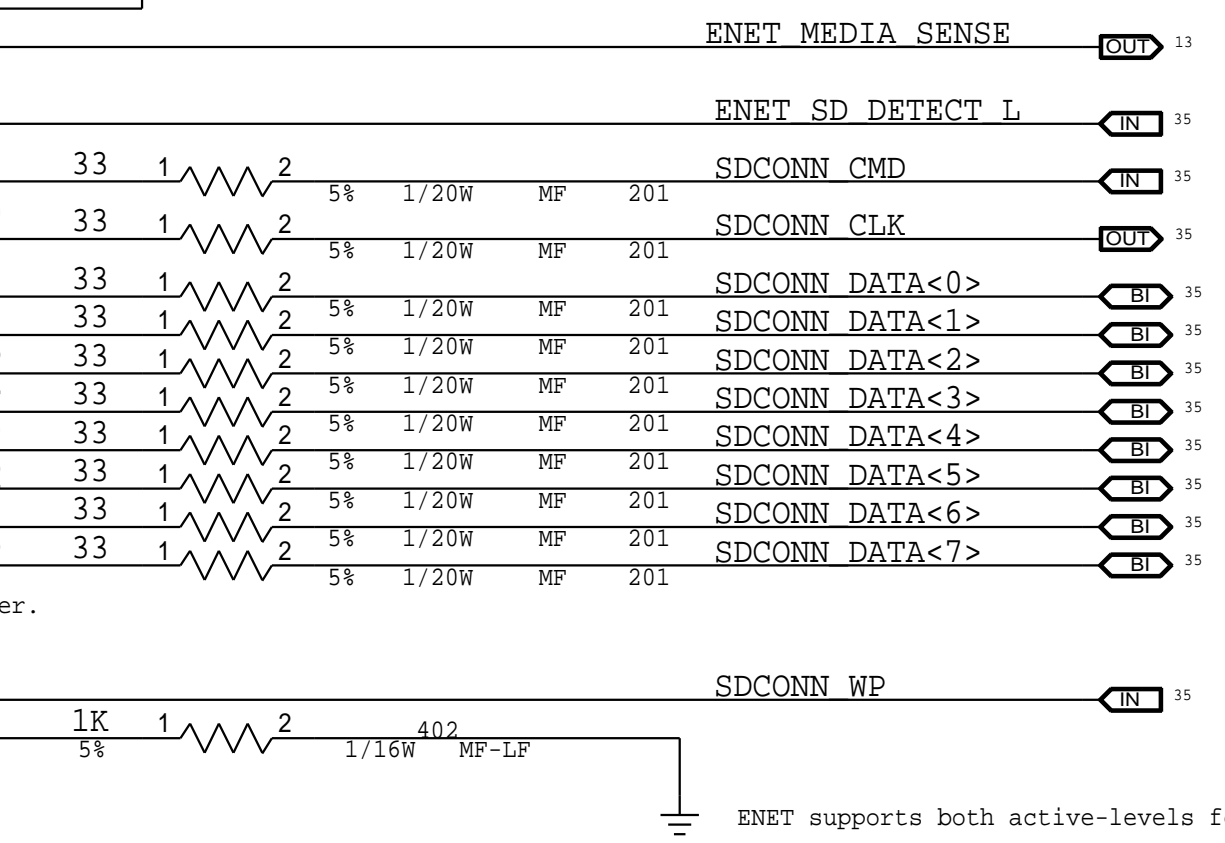 ENET_MEDIA_SENSE OUT 13
ENET_SD_DETECT_L IN 35
33 1 2 SDCONN_CMD IN 35
5% 1/20W MF 201
33 1 2 SDCONN_CLK OUT 35
5% 1/20W MF 201
33 1 2 SDCONN_DATA<0> BI 35
5% 1/20W MF 201
33 1 2 SDCONN_DATA<1> BI 35
5% 1/20W MF 201
33 1 2 SDCONN_DATA<2> BI 35
5% 1/20W MF 201
33 1 2 SDCONN_DATA<3> BI 35
5% 1/20W MF 201
33 1 2 SDCONN_DATA<4> BI 35
5% 1/20W MF 201
33 1 2 SDCONN_DATA<5> BI 35
5% 1/20W MF 201
33 1 2 SDCONN_DATA<6> BI 35
5% 1/20W MF 201
33 1 2 SDCONN_DATA<7> BI 35
5% 1/20W MF 201
er.
SDCONN_WP IN 35
1K 1 2 402
5% 1/16W MF-LF
ENET supports both active-levels f